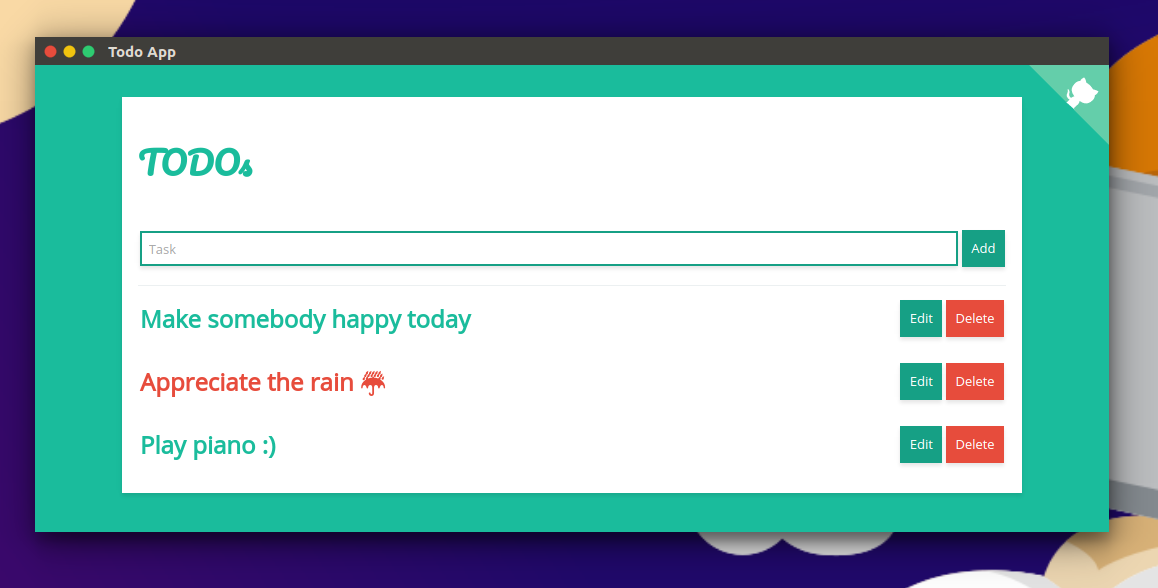 Todo App
TODOs
Task Add
Make somebody happy today Edit Delete
Appreciate the rain ☔ Edit Delete
Play piano :) Edit Delete